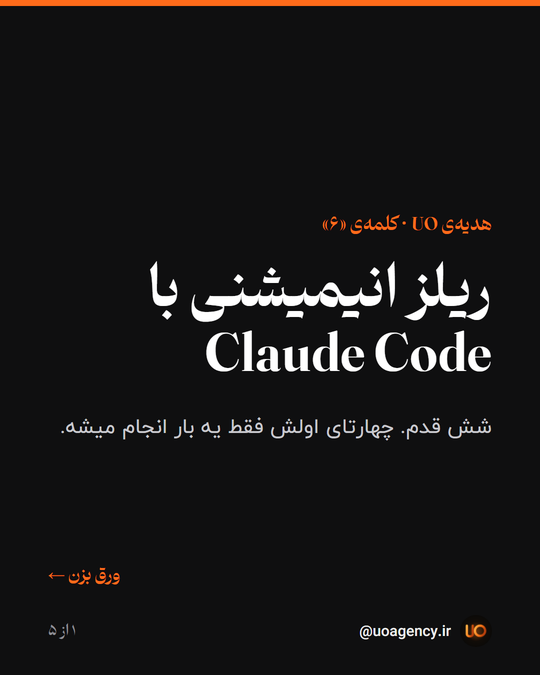 هدیه‌ی UO · کلمه‌ی «۶»
ریلز انیمیشنی با
Claude Code
شش قدم. چهارتای اولش فقط یه بار انجام میشه.
ورق بزن ←
@uoagency.ir UO
۱ از ۵